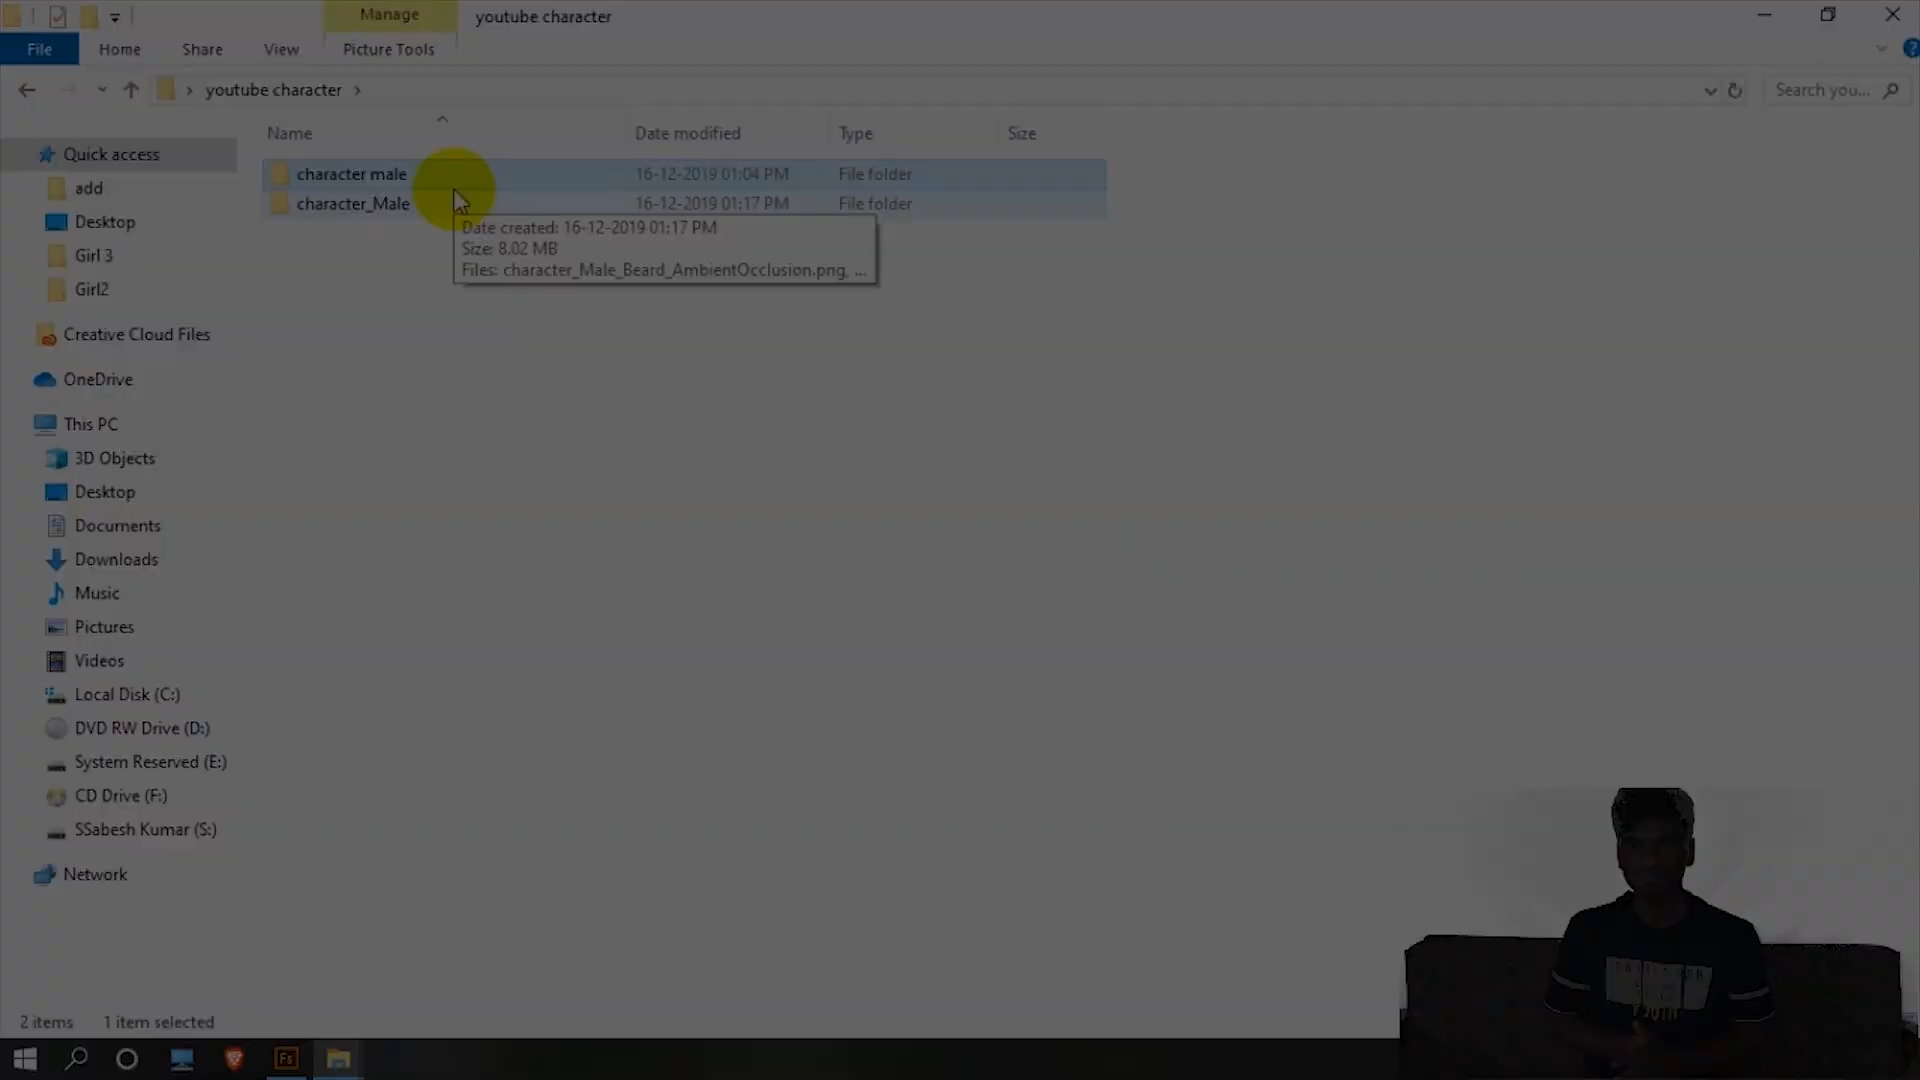 Manage
youtube character
File
Home
Share
View
Picture Tools
youtube character
Search you...
Name
Date modified
Type
Size
Quick access
character male
16-12-2019 01:04 PM
File folder
add
character_Male
16-12-2019 01:17 PM
File folder
Desktop
Date created: 16-12-2019 01:17 PM
Size: 8.02 MB
Files: character_Male_Beard_AmbientOcclusion.png, ...
Girl 3
Girl2
Creative Cloud Files
OneDrive
This PC
3D Objects
Desktop
Documents
Downloads
Music
Pictures
Videos
Local Disk (C:)
DVD RW Drive (D:)
System Reserved (E:)
CD Drive (F:)
SSabesh Kumar (S:)
Network
2 items
1 item selected
Fs